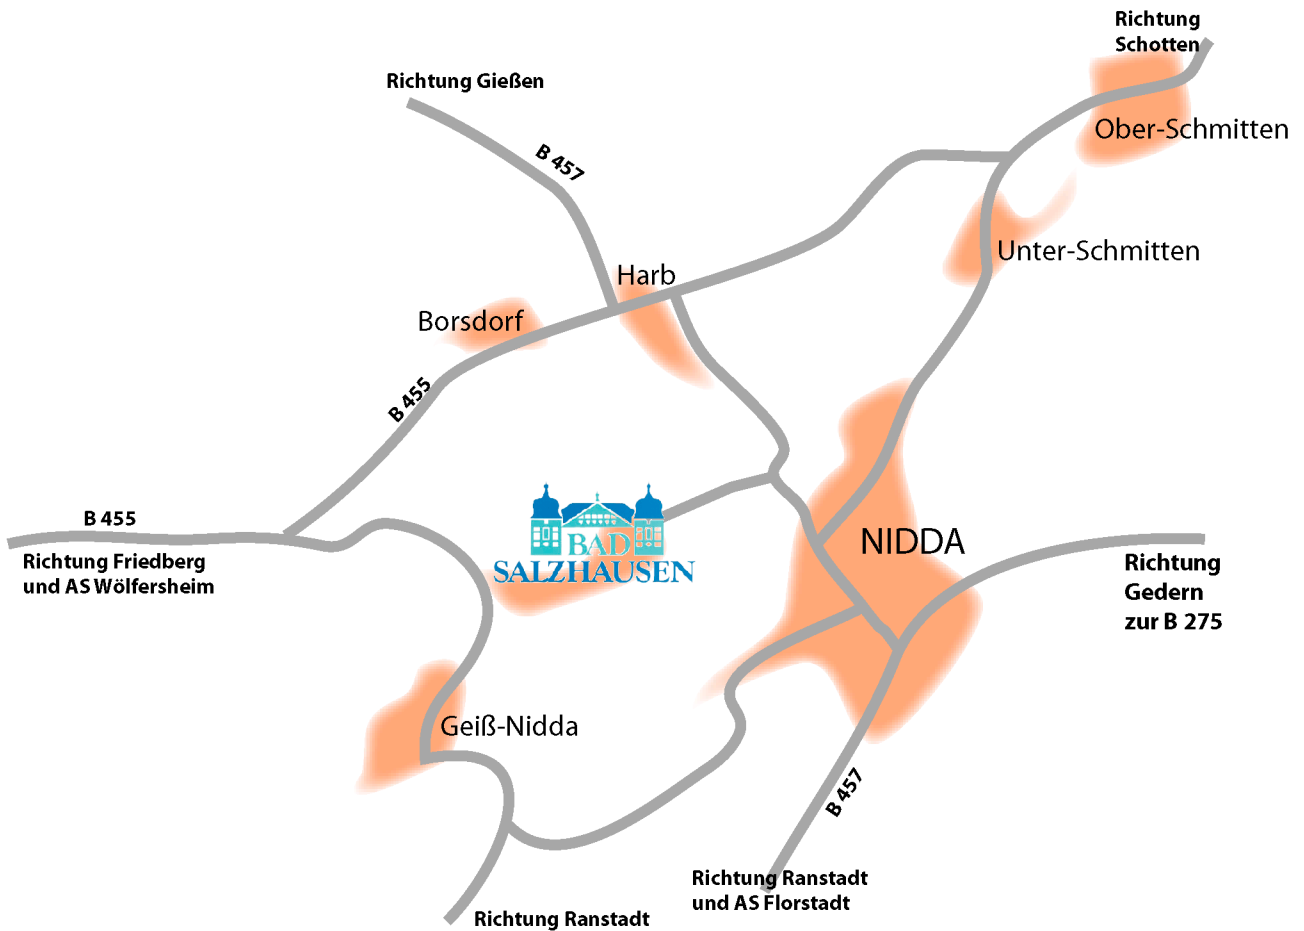 Richtung
Schotten
Richtung Gießen
Ober-Schmitten
B 457
Unter-Schmitten
Harb
Borsdorf
B 455
B 455
Richtung Friedberg
und AS Wölfersheim
BAD
SALZHAUSEN
NIDDA
Richtung
Gedern
zur B 275
Geiß-Nidda
B 457
Richtung Ranstadt
und AS Florstadt
Richtung Ranstadt